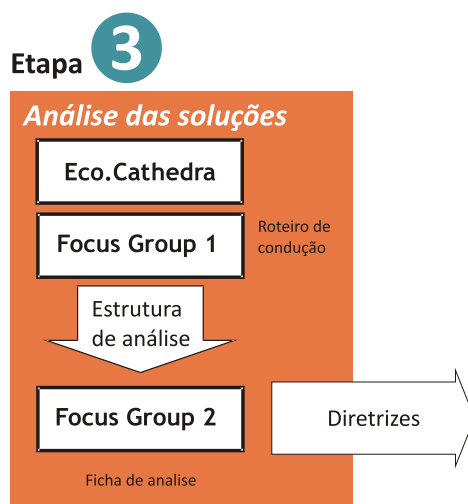 Etapa 3
Análise das soluções
Eco.Cathedra
Focus Group 1
Roteiro de
condução
Estrutura
de análise
Focus Group 2
Diretrizes
Ficha de analise